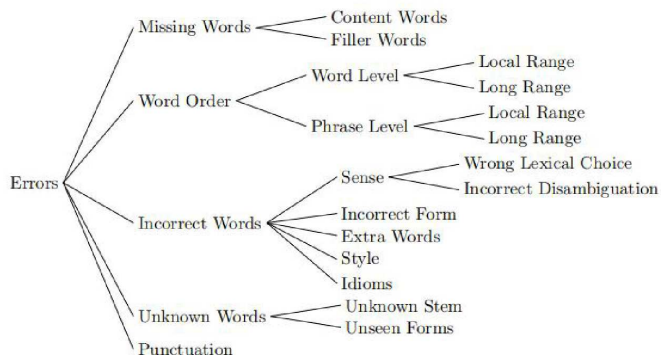 Errors
Missing Words
Content Words
Filler Words
Word Order
Word Level
Local Range
Long Range
Phrase Level
Local Range
Long Range
Incorrect Words
Sense
Wrong Lexical Choice
Incorrect Disambiguation
Incorrect Form
Extra Words
Style
Idioms
Unknown Words
Unknown Stem
Unseen Forms
Punctuation